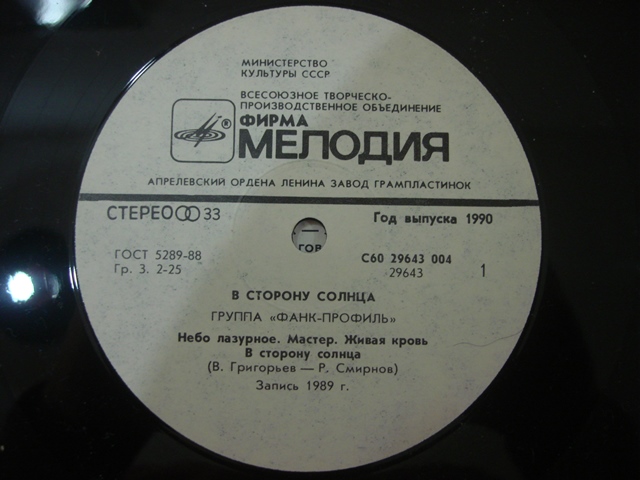 МИНИСТЕРСТВО
КУЛЬТУРЫ СССР
ВСЕСОЮЗНОЕ ТВОРЧЕСКО-
ПРОИЗВОДСТВЕННОЕ ОБЪЕДИНЕНИЕ
® ФИРМА
МЕЛОДИЯ
АПРЕЛЕВСКИЙ ОРДЕНА ЛЕНИНА ЗАВОД ГРАМПЛАСТИНОК
СТЕРЕО 33
Год выпуска 1990
ГОР
ГОСТ 5289-88
Гр. 3. 2-25
С60 29643 004
29643
1
В СТОРОНУ СОЛНЦА
ГРУППА «ФАНК-ПРОФИЛЬ»
Небо лазурное. Мастер. Живая кровь
В сторону солнца
(В. Григорьев — Р. Смирнов)
Запись 1989 г.